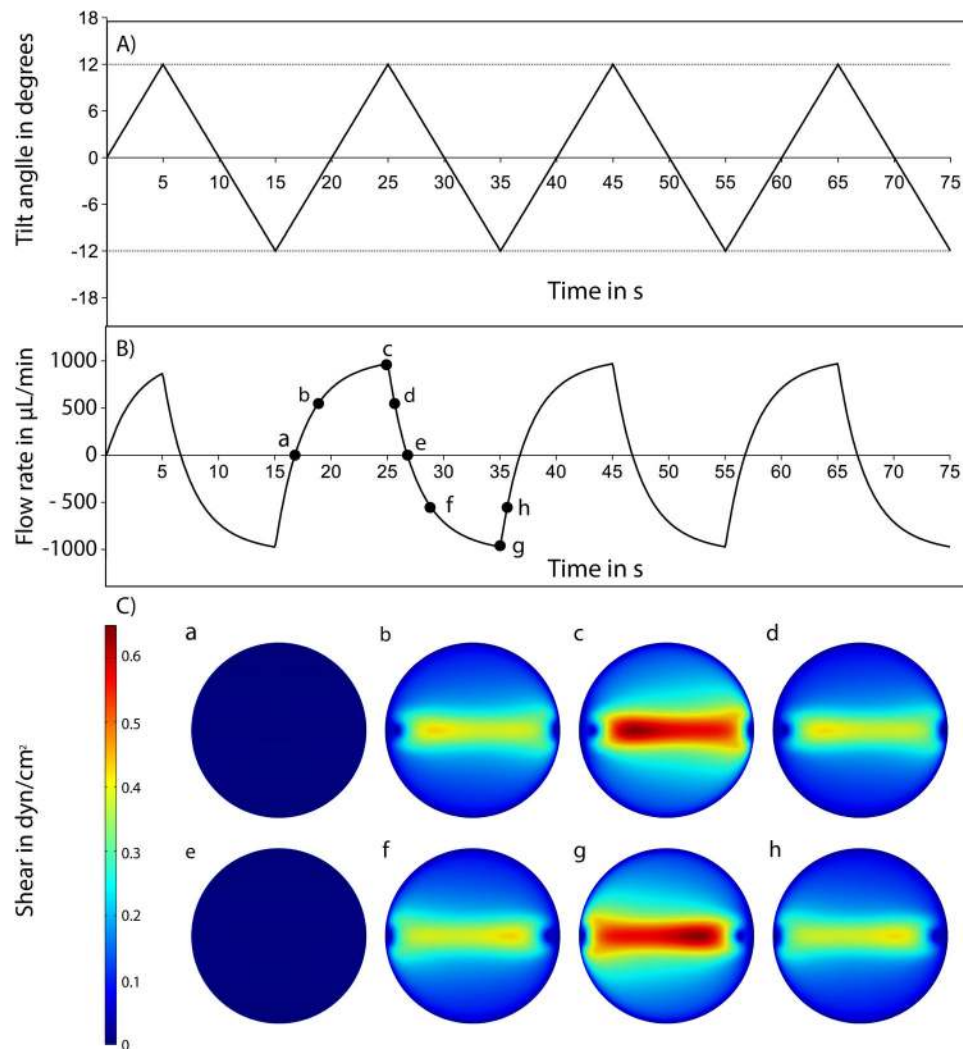 A)
Tilt anglle in degrees
18
12
6
0
-6
-12
-18
5 10 15 20 25 30 35 40 45 50 55 60 65 70 75
Time in s
B)
Flow rate in µL/min
1000
500
0
- 500
-1000
a b c d e f g h
5 10 15 20 25 30 35 40 45 50 55 60 65 70 75
Time in s
C)
Shear in dyn/cm²
0.6
0.5
0.4
0.3
0.2
0.1
0
a b c d
e f g h